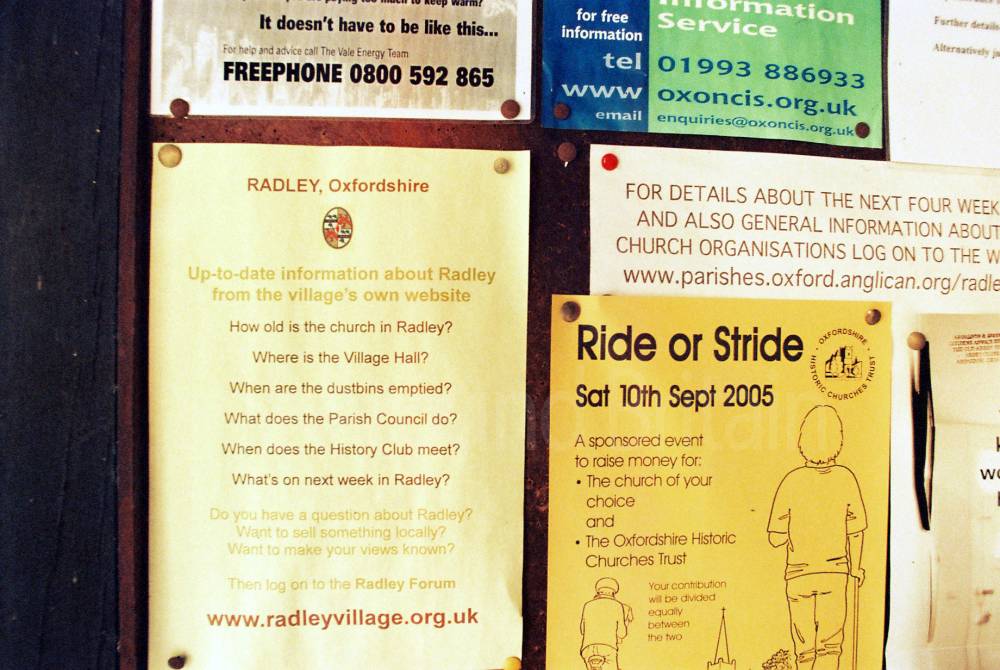 to keep warm?
It doesn't have to be like this...
For help and advice call The Vale Energy Team
FREEPHONE 0800 592 865
for free
information
Information
Service
tel 01993 886933
www oxoncis.org.uk
email enquiries@oxoncis.org.uk
Further details
Alternatively
RADLEY, Oxfordshire
Up-to-date information about Radley
from the village's own website
How old is the church in Radley?
Where is the Village Hall?
When are the dustbins emptied?
What does the Parish Council do?
When does the History Club meet?
What's on next week in Radley?
Do you have a question about Radley?
Want to sell something locally?
Want to make your views known?
Then log on to the Radley Forum
www.radleyvillage.org.uk
FOR DETAILS ABOUT THE NEXT FOUR WEEK
AND ALSO GENERAL INFORMATION ABOUT
CHURCH ORGANISATIONS LOG ON TO THE W
www.parishes.oxford.anglican.org/radle
Ride or Stride
Sat 10th Sept 2005
OXFORDSHIRE
HISTORIC CHURCHES TRUST
A sponsored event
to raise money for:
• The church of your
choice
and
• The Oxfordshire Historic
Churches Trust
Your contribution
will be divided
equally
between
the two